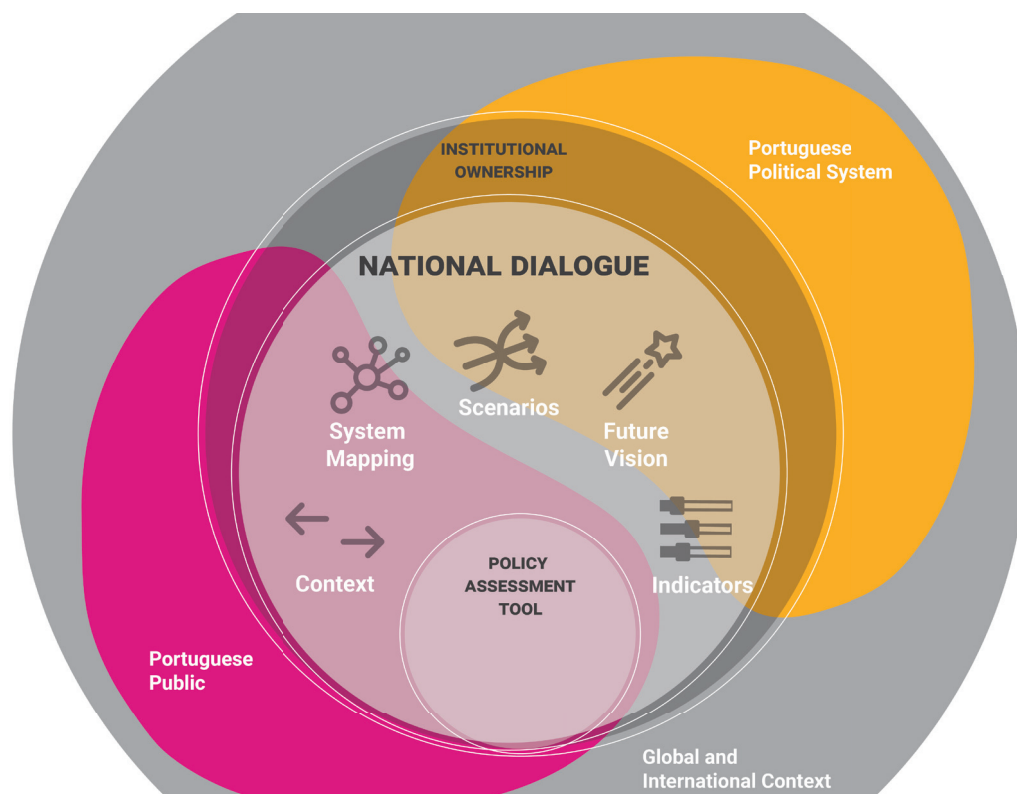 INSTITUTIONAL
OWNERSHIP
Portuguese
Political System
NATIONAL DIALOGUE
System
Mapping
Scenarios
Future
Vision
Context
POLICY
ASSESSMENT
TOOL
Indicators
Portuguese
Public
Global and
International Context